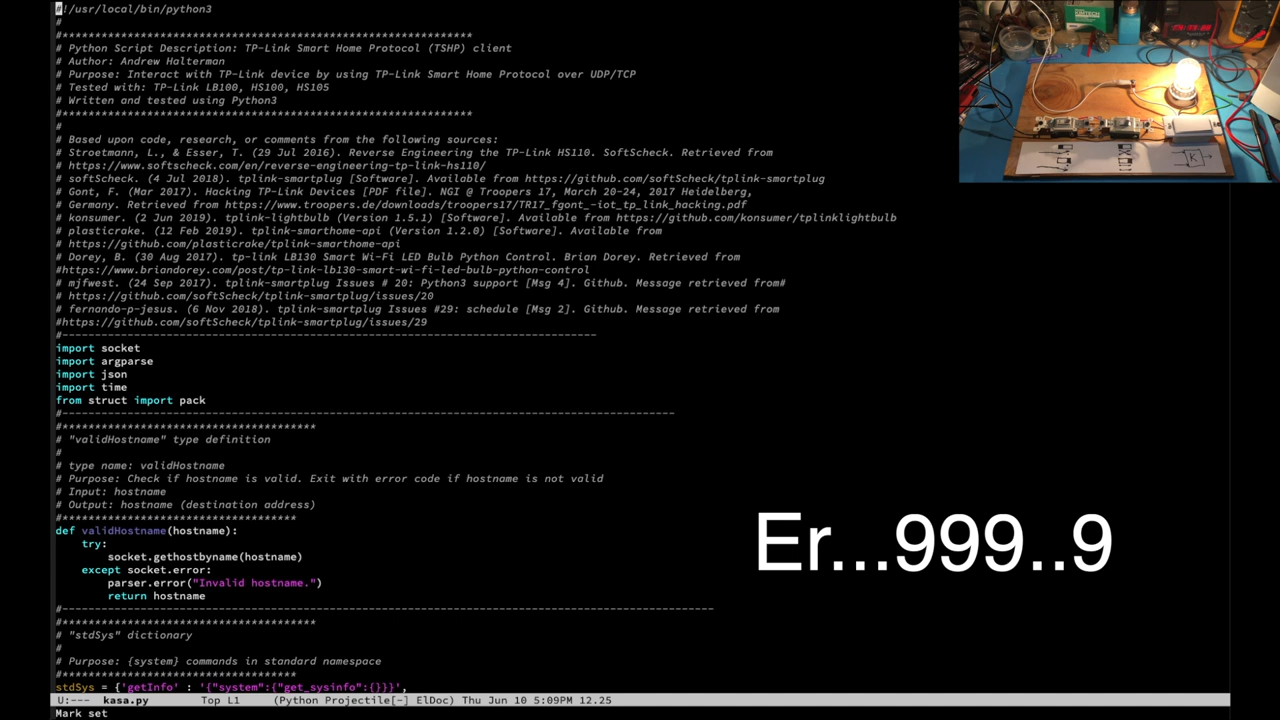 #!/usr/local/bin/python3
#
#***************************************************************
# Python Script Description: TP-Link Smart Home Protocol (TSHP) client
# Author: Andrew Halterman
# Purpose: Interact with TP-Link device by using TP-Link Smart Home Protocol over UDP/TCP
# Tested with: TP-Link LB100, HS100, HS105
# Written and tested using Python3
#***************************************************************
#
# Based upon code, research, or comments from the following sources:
# Stroetmann, L., & Esser, T. (29 Jul 2016). Reverse Engineering the TP-Link HS110. SoftScheck. Retrieved from
# https://www.softscheck.com/en/reverse-engineering-tp-link-hs110/
# softScheck. (4 Jul 2018). tplink-smartplug [Software]. Available from https://github.com/softScheck/tplink-smartplug
# Gont, F. (Mar 2017). Hacking TP-Link Devices [PDF file]. NGI @ Troopers 17, March 20-24, 2017 Heidelberg,
# Germany. Retrieved from https://www.troopers.de/downloads/troopers17/TR17_fgont_-iot_tp_link_hacking.pdf
# konsumer. (2 Jun 2019). tplink-lightbulb (Version 1.5.1) [Software]. Available from https://github.com/konsumer/tplinklightbulb
# plasticrake. (12 Feb 2019). tplink-smarthome-api (Version 1.2.0) [Software]. Available from
# https://github.com/plasticrake/tplink-smarthome-api
# Dorey, B. (30 Aug 2017). tp-link LB130 Smart Wi-Fi LED Bulb Python Control. Brian Dorey. Retrieved from
#https://www.briandorey.com/post/tp-link-lb130-smart-wi-fi-led-bulb-python-control
# mjfwest. (24 Sep 2017). tplink-smartplug Issues # 20: Python3 support [Msg 4]. Github. Message retrieved from#
# https://github.com/softScheck/tplink-smartplug/issues/20
# fernando-p-jesus. (6 Nov 2018). tplink-smartplug Issues #29: schedule [Msg 2]. Github. Message retrieved from
#https://github.com/softScheck/tplink-smartplug/issues/29
#----------------------------------------------------------------------------------
import socket
import argparse
import json
import time
from struct import pack
#----------------------------------------------------------------------------------------------
#***************************************
# "validHostname" type definition
#
# type name: validHostname
# Purpose: Check if hostname is valid. Exit with error code if hostname is not valid
# Input: hostname
# Output: hostname (destination address)
#************************************
def validHostname(hostname):
    try:
        socket.gethostbyname(hostname)
    except socket.error:
        parser.error("Invalid hostname.")
        return hostname
#----------------------------------------------------------------------------------------------------
#***************************************
# "stdSys" dictionary
#
# Purpose: {system} commands in standard namespace
#************************************
stdSys = {'getInfo' : '{"system":{"get_sysinfo":{}}}',
U:--- kasa.py Top L1 (Python Projectile[-] ElDoc) Thu Jun 10 5:09PM 12.25
Mark set
Er...999..9
K